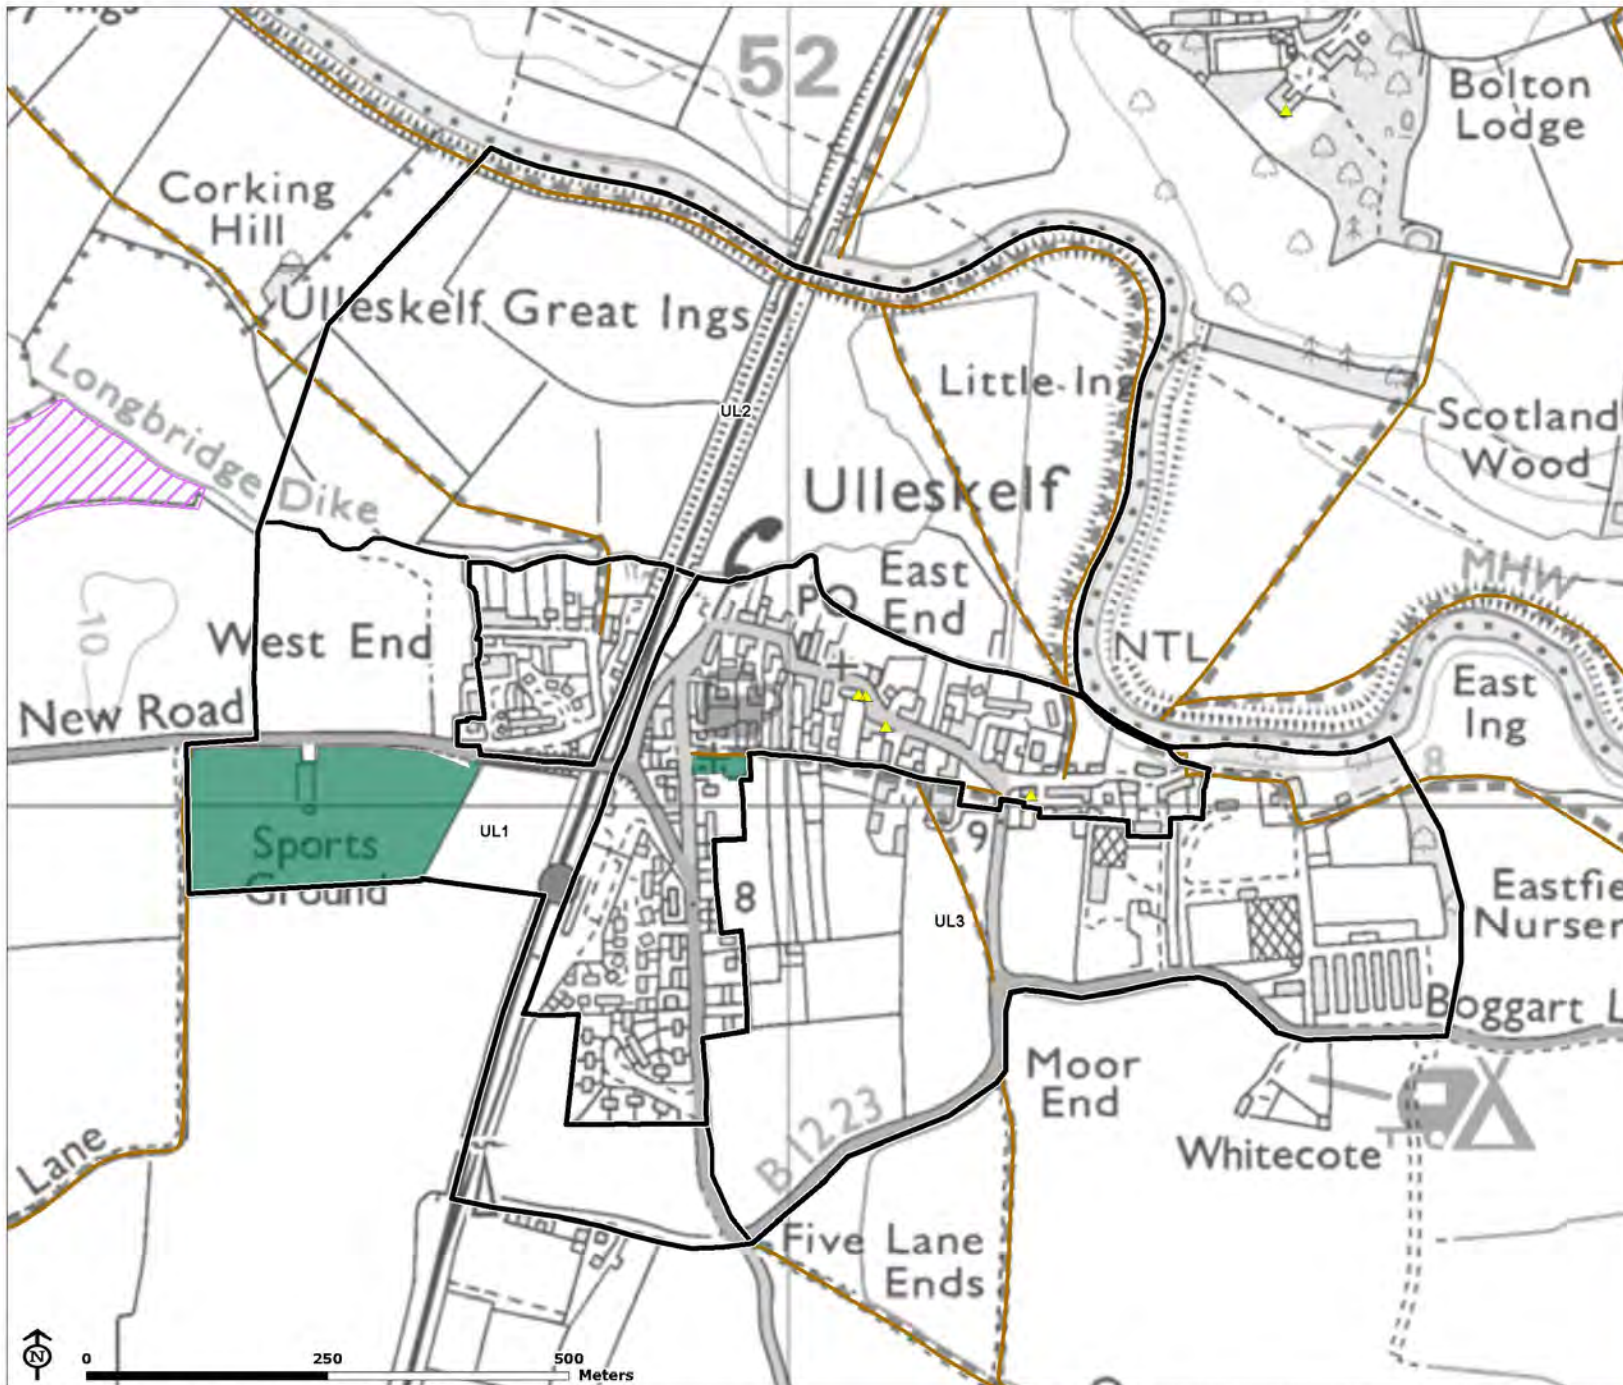 52
Bolton
Lodge
Corking
Hill
Ulleskelf Great Ings
Little Ing
Longbridge Dike
UL2
Scotland
Wood
Ulleskelf
East
End
PO
MHW
10
West End
NTL
East
Ing
New Road
8
Sports
Ground
UL1
9
8
UL3
Eastfie
Nurser
Boggart L
Moor
End
B 1223
Whitecote
Lane
Five Lane
Ends
N
0 250 500
Meters